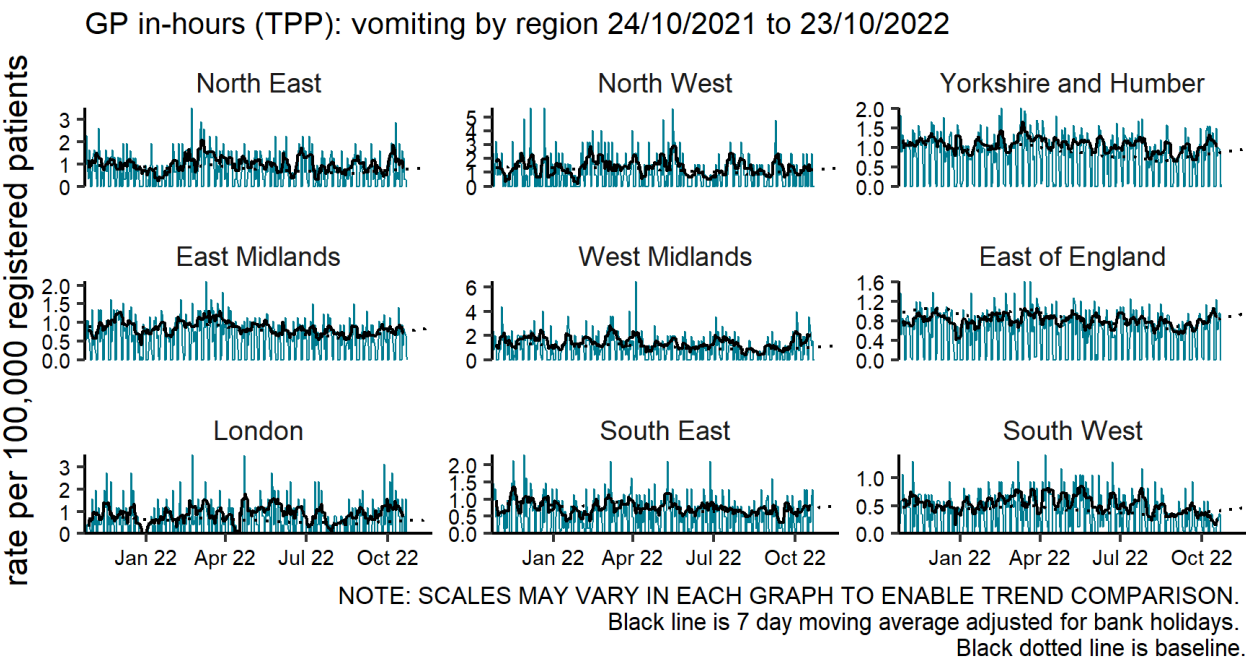 GP in-hours (TPP): vomiting by region 24/10/2021 to 23/10/2022
rate per 100,000 registered patients
North East
3
2
1
0
North West
5
4
3
2
1
0
Yorkshire and Humber
2.0
1.5
1.0
0.5
0.0
East Midlands
2.0
1.5
1.0
0.5
0.0
West Midlands
6
4
2
0
East of England
1.6
1.2
0.8
0.4
0.0
London
3
2
1
0
Jan 22 Apr 22 Jul 22 Oct 22
South East
2.0
1.5
1.0
0.5
0.0
Jan 22 Apr 22 Jul 22 Oct 22
South West
1.0
0.5
0.0
Jan 22 Apr 22 Jul 22 Oct 22
NOTE: SCALES MAY VARY IN EACH GRAPH TO ENABLE TREND COMPARISON.
Black line is 7 day moving average adjusted for bank holidays.
Black dotted line is baseline.